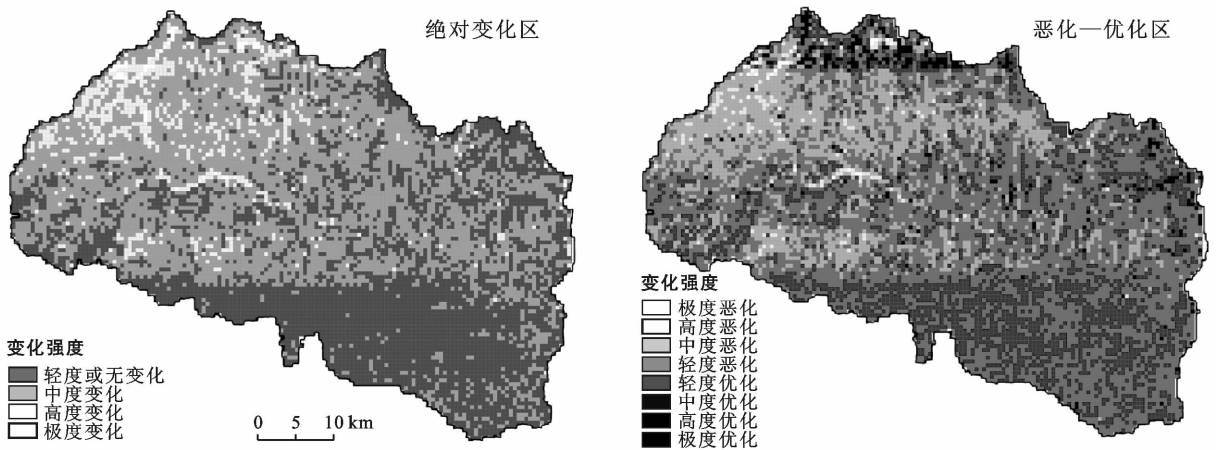 绝对变化区
变化强度
轻度或无变化
中度变化
高度变化
极度变化
0 5 10 km
恶化—优化区
变化强度
极度恶化
高度恶化
中度恶化
轻度恶化
轻度优化
中度优化
高度优化
极度优化